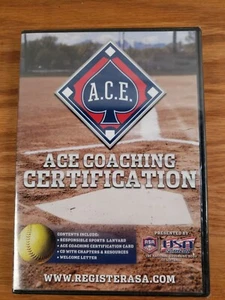 A.C.E.
ACE COACHING
CERTIFICATION
CONTENTS INCLUDE:
• RESPONSIBLE SPORTS LANYARD
• ACE COACHING CERTIFICATION CARD
• CD WITH CHAPTERS & RESOURCES
• WELCOME LETTER
PRESENTED BY
ASA
WWW.REGISTERASA.COM